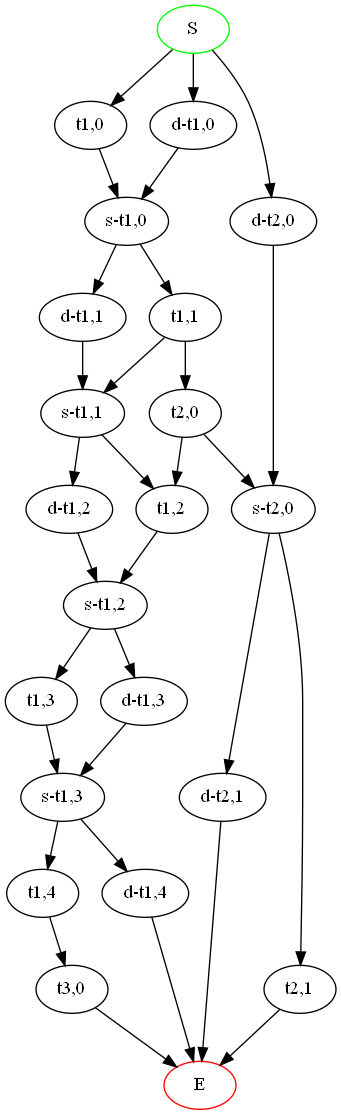 S
t1,0
d-t1,0
s-t1,0
d-t2,0
d-t1,1
t1,1
s-t1,1
t2,0
d-t1,2
t1,2
s-t2,0
s-t1,2
t1,3
d-t1,3
s-t1,3
d-t2,1
t1,4
d-t1,4
t3,0
t2,1
E